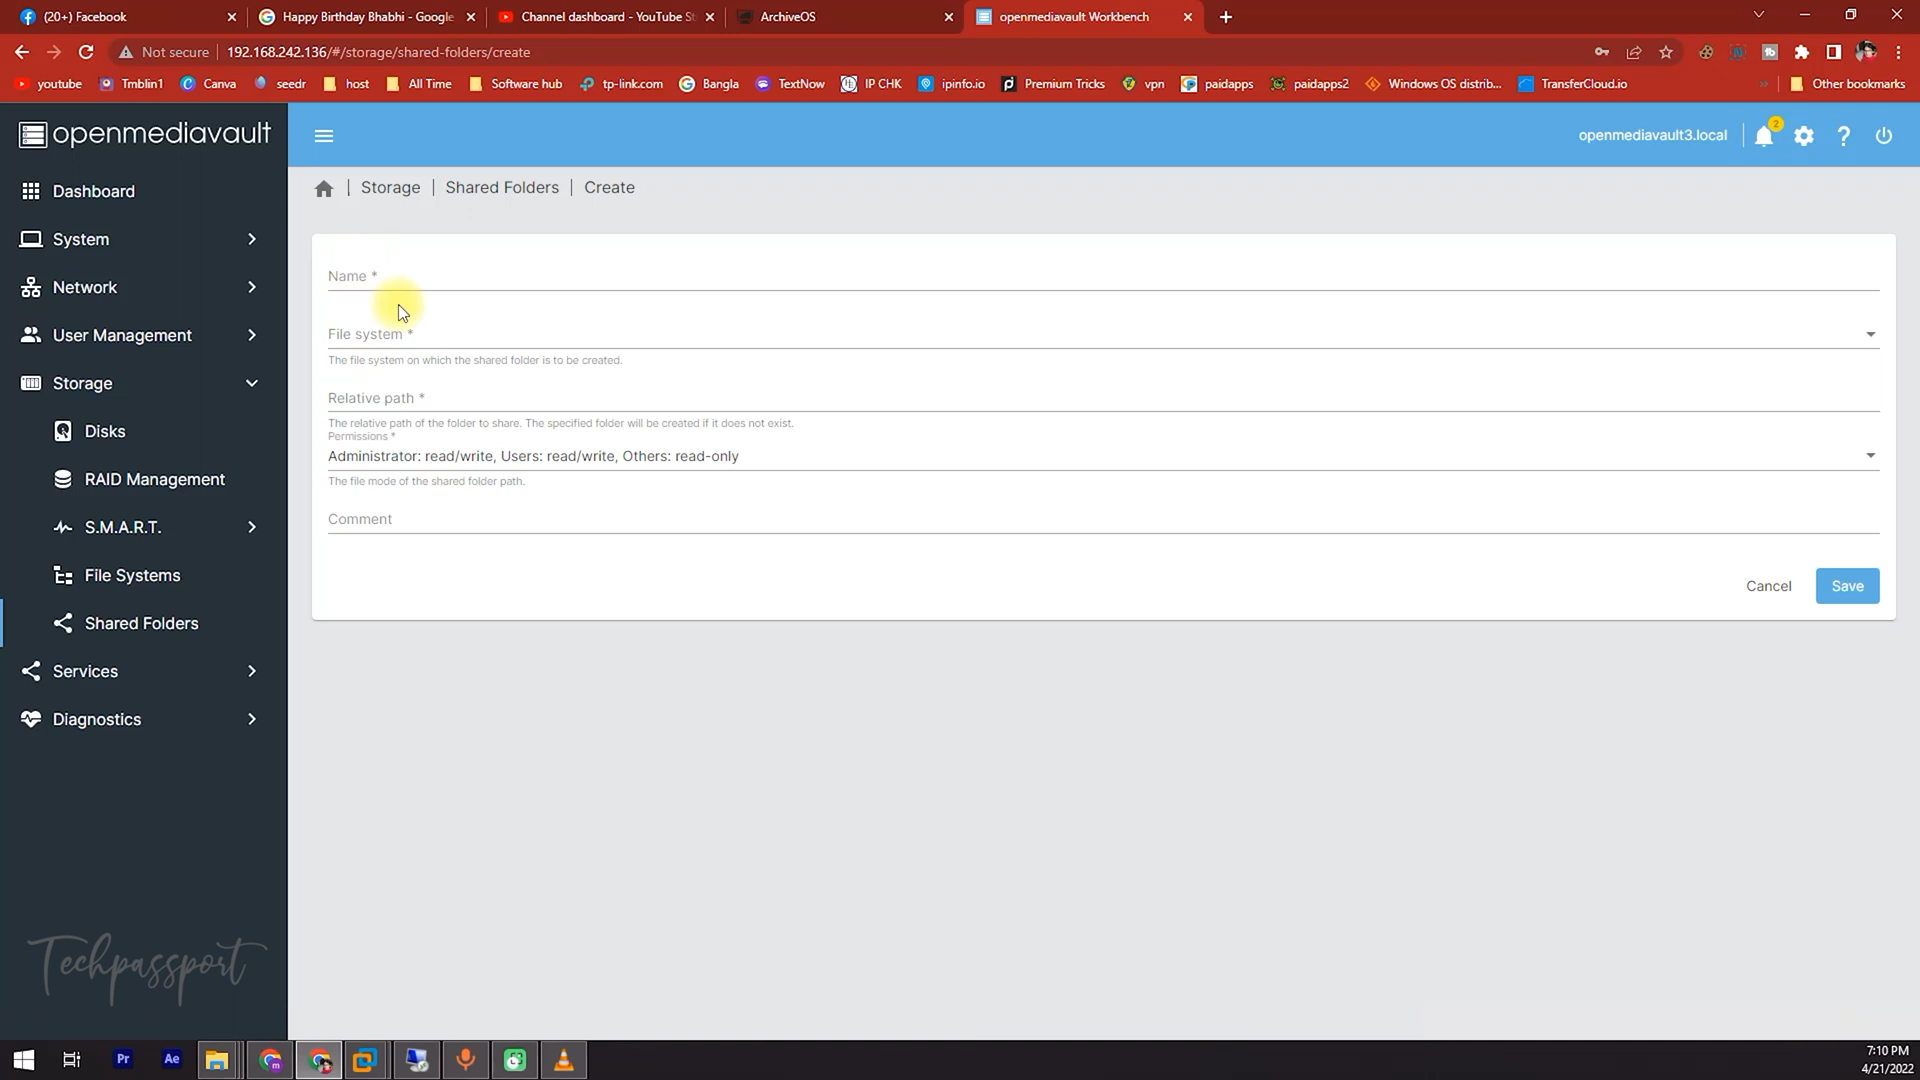 (20+) Facebook
Happy Birthday Bhabhi - Google
Channel dashboard - YouTube St
ArchiveOS
openmediavault Workbench
Not secure
192.168.242.136/#/storage/shared-folders/create
youtube
Tmblin1
Canva
seedr
host
All Time
Software hub
tp-link.com
Bangla
TextNow
IP CHK
ipinfo.io
Premium Tricks
vpn
paidapps
paidapps2
Windows OS distrib...
TransferCloud.io
Other bookmarks
openmediavault
openmediavault3.local
2
Storage | Shared Folders | Create
Dashboard
System
Network
User Management
Storage
Disks
RAID Management
S.M.A.R.T.
File Systems
Shared Folders
Services
Diagnostics
Name *
File system *
The file system on which the shared folder is to be created.
Relative path *
The relative path of the folder to share. The specified folder will be created if it does not exist.
Permissions *
Administrator: read/write, Users: read/write, Others: read-only
The file mode of the shared folder path.
Comment
Cancel
Save
Techpassport
Pr
Ae
7:10 PM
4/21/2022